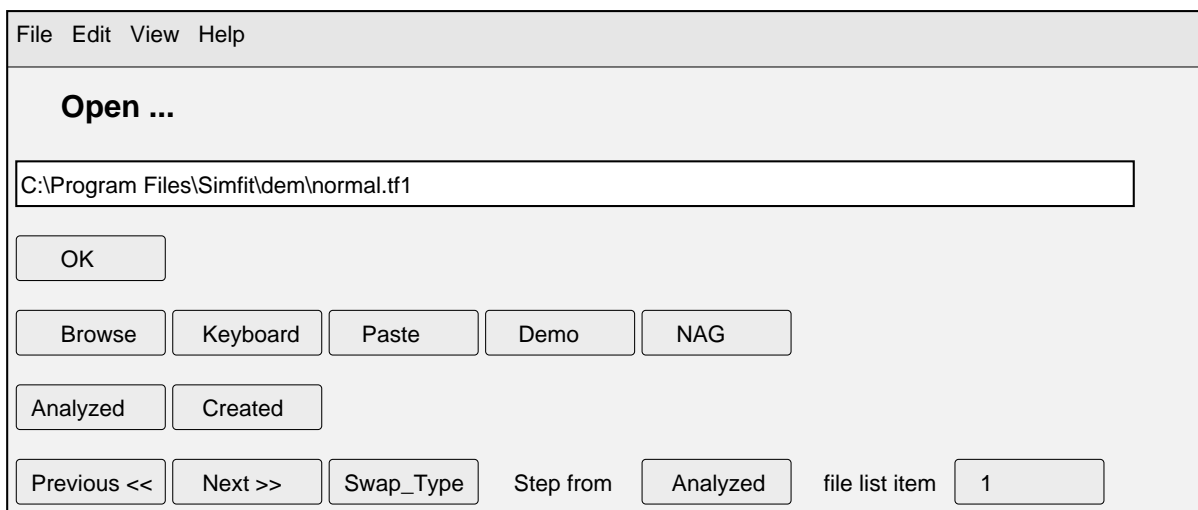 File Edit View Help
Open ...
C:\Program Files\Simfit\dem\normal.tf1
OK
Browse Keyboard Paste Demo NAG
Analyzed Created
Previous << Next >> Swap_Type Step from Analyzed file list item 1